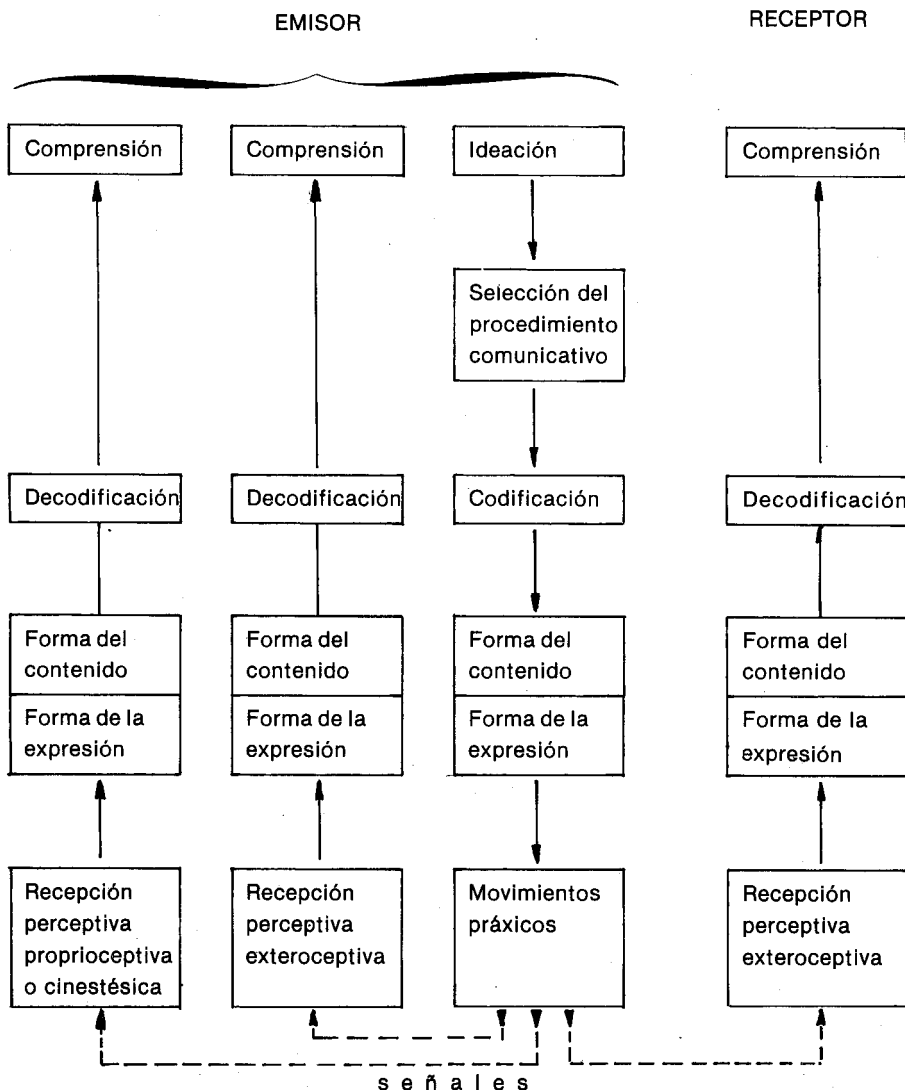 EMISOR
RECEPTOR
Comprensión
Comprensión
Ideación
Comprensión
Selección del
procedimiento
comunicativo
Decodificación
Decodificación
Codificación
Decodificación
Forma del
contenido
Forma de la
expresión
Forma del
contenido
Forma de la
expresión
Forma del
contenido
Forma de la
expresión
Forma del
contenido
Forma de la
expresión
Recepción
perceptiva
proprioceptiva
o cinestésica
Recepción
perceptiva
exteroceptiva
Movimientos
práxicos
Recepción
perceptiva
exteroceptiva
señales